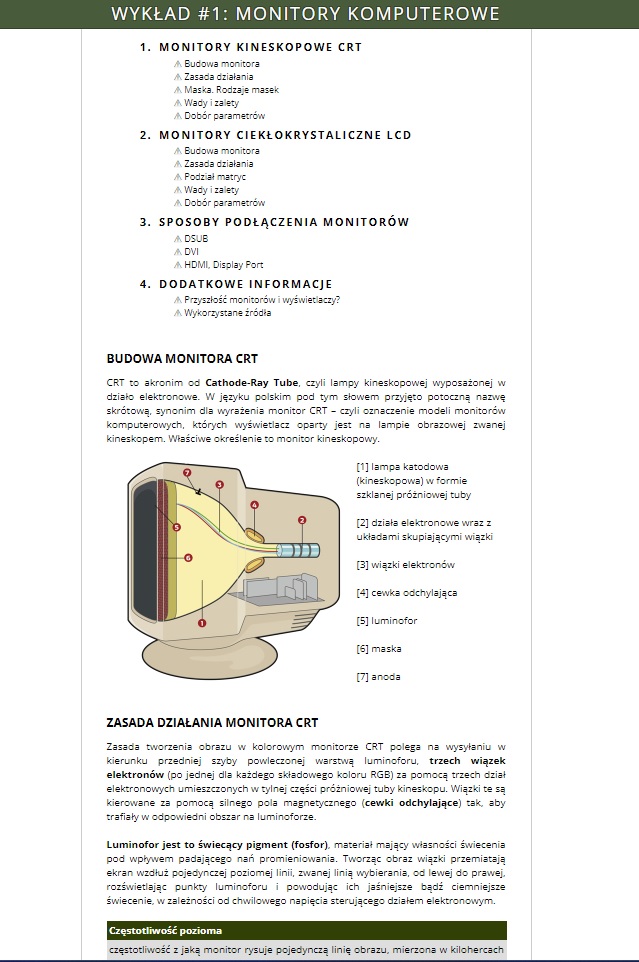 WYKŁAD #1: MONITORY KOMPUTEROWE
1. MONITORY KINESKOPOWE CRT
Budowa monitora
Zasada działania
Maska. Rodzaje masek
Wady i zalety
Dobór parametrów
2. MONITORY CIEKŁOKRYSTALICZNE LCD
Budowa monitora
Zasada działania
Podział matryc
Wady i zalety
Dobór parametrów
3. SPOSOBY PODŁĄCZENIA MONITORÓW
DSUB
DVI
HDMI, Display Port
4. DODATKOWE INFORMACJE
Przyszłość monitorów i wyświetlaczy?
Wykorzystane źródła
BUDOWA MONITORA CRT
CRT to akronim od Cathode-Ray Tube, czyli lampy kineskopowej wyposażonej w
działo elektronowe. W języku polskim pod tym słowem przyjęto potoczną nazwę
skrótową, synonim dla wyrażenia monitor CRT – czyli oznaczenie modeli monitorów
komputerowych, których wyświetlacz oparty jest na lampie obrazowej zwanej
kineskopem. Właściwe określenie to monitor kineskopowy.
7
3
4
2
5
6
1
[1] lampa katodowa
(kineskopowa) w formie
szklanej próżniowej tuby
[2] działa elektronowe wraz z
układami skupiającymi wiązki
[3] wiązki elektronów
[4] cewka odchylająca
[5] luminofor
[6] maska
[7] anoda
ZASADA DZIAŁANIA MONITORA CRT
Zasada tworzenia obrazu w kolorowym monitorze CRT polega na wysyłaniu w
kierunku przedniej szyby powleczonej warstwą luminoforu, trzech wiązek
elektronów (po jednej dla każdego składowego koloru RGB) za pomocą trzech dział
elektronowych umieszczonych w tylnej części próżniowej tuby kineskopu. Wiązki te są
kierowane za pomocą silnego pola magnetycznego (cewki odchylające) tak, aby
trafiały w odpowiedni obszar na luminoforze.
Luminofor jest to świecący pigment (fosfor), materiał mający własności świecenia
pod wpływem padającego nań promieniowania. Tworząc obraz wiązki przemiatają
ekran wzdłuż pojedynczej poziomej linii, zwanej linią wybierania, od lewej do prawej,
rozświetlając punkty luminoforu i powodując ich jaśniejsze bądź ciemniejsze
świecenie, w zależności od chwilowego napięcia sterującego działem elektronowym.
Częstotliwość pozioma
częstotliwość z jaką monitor rysuje pojedynczą linię obrazu, mierzona w kilohercach